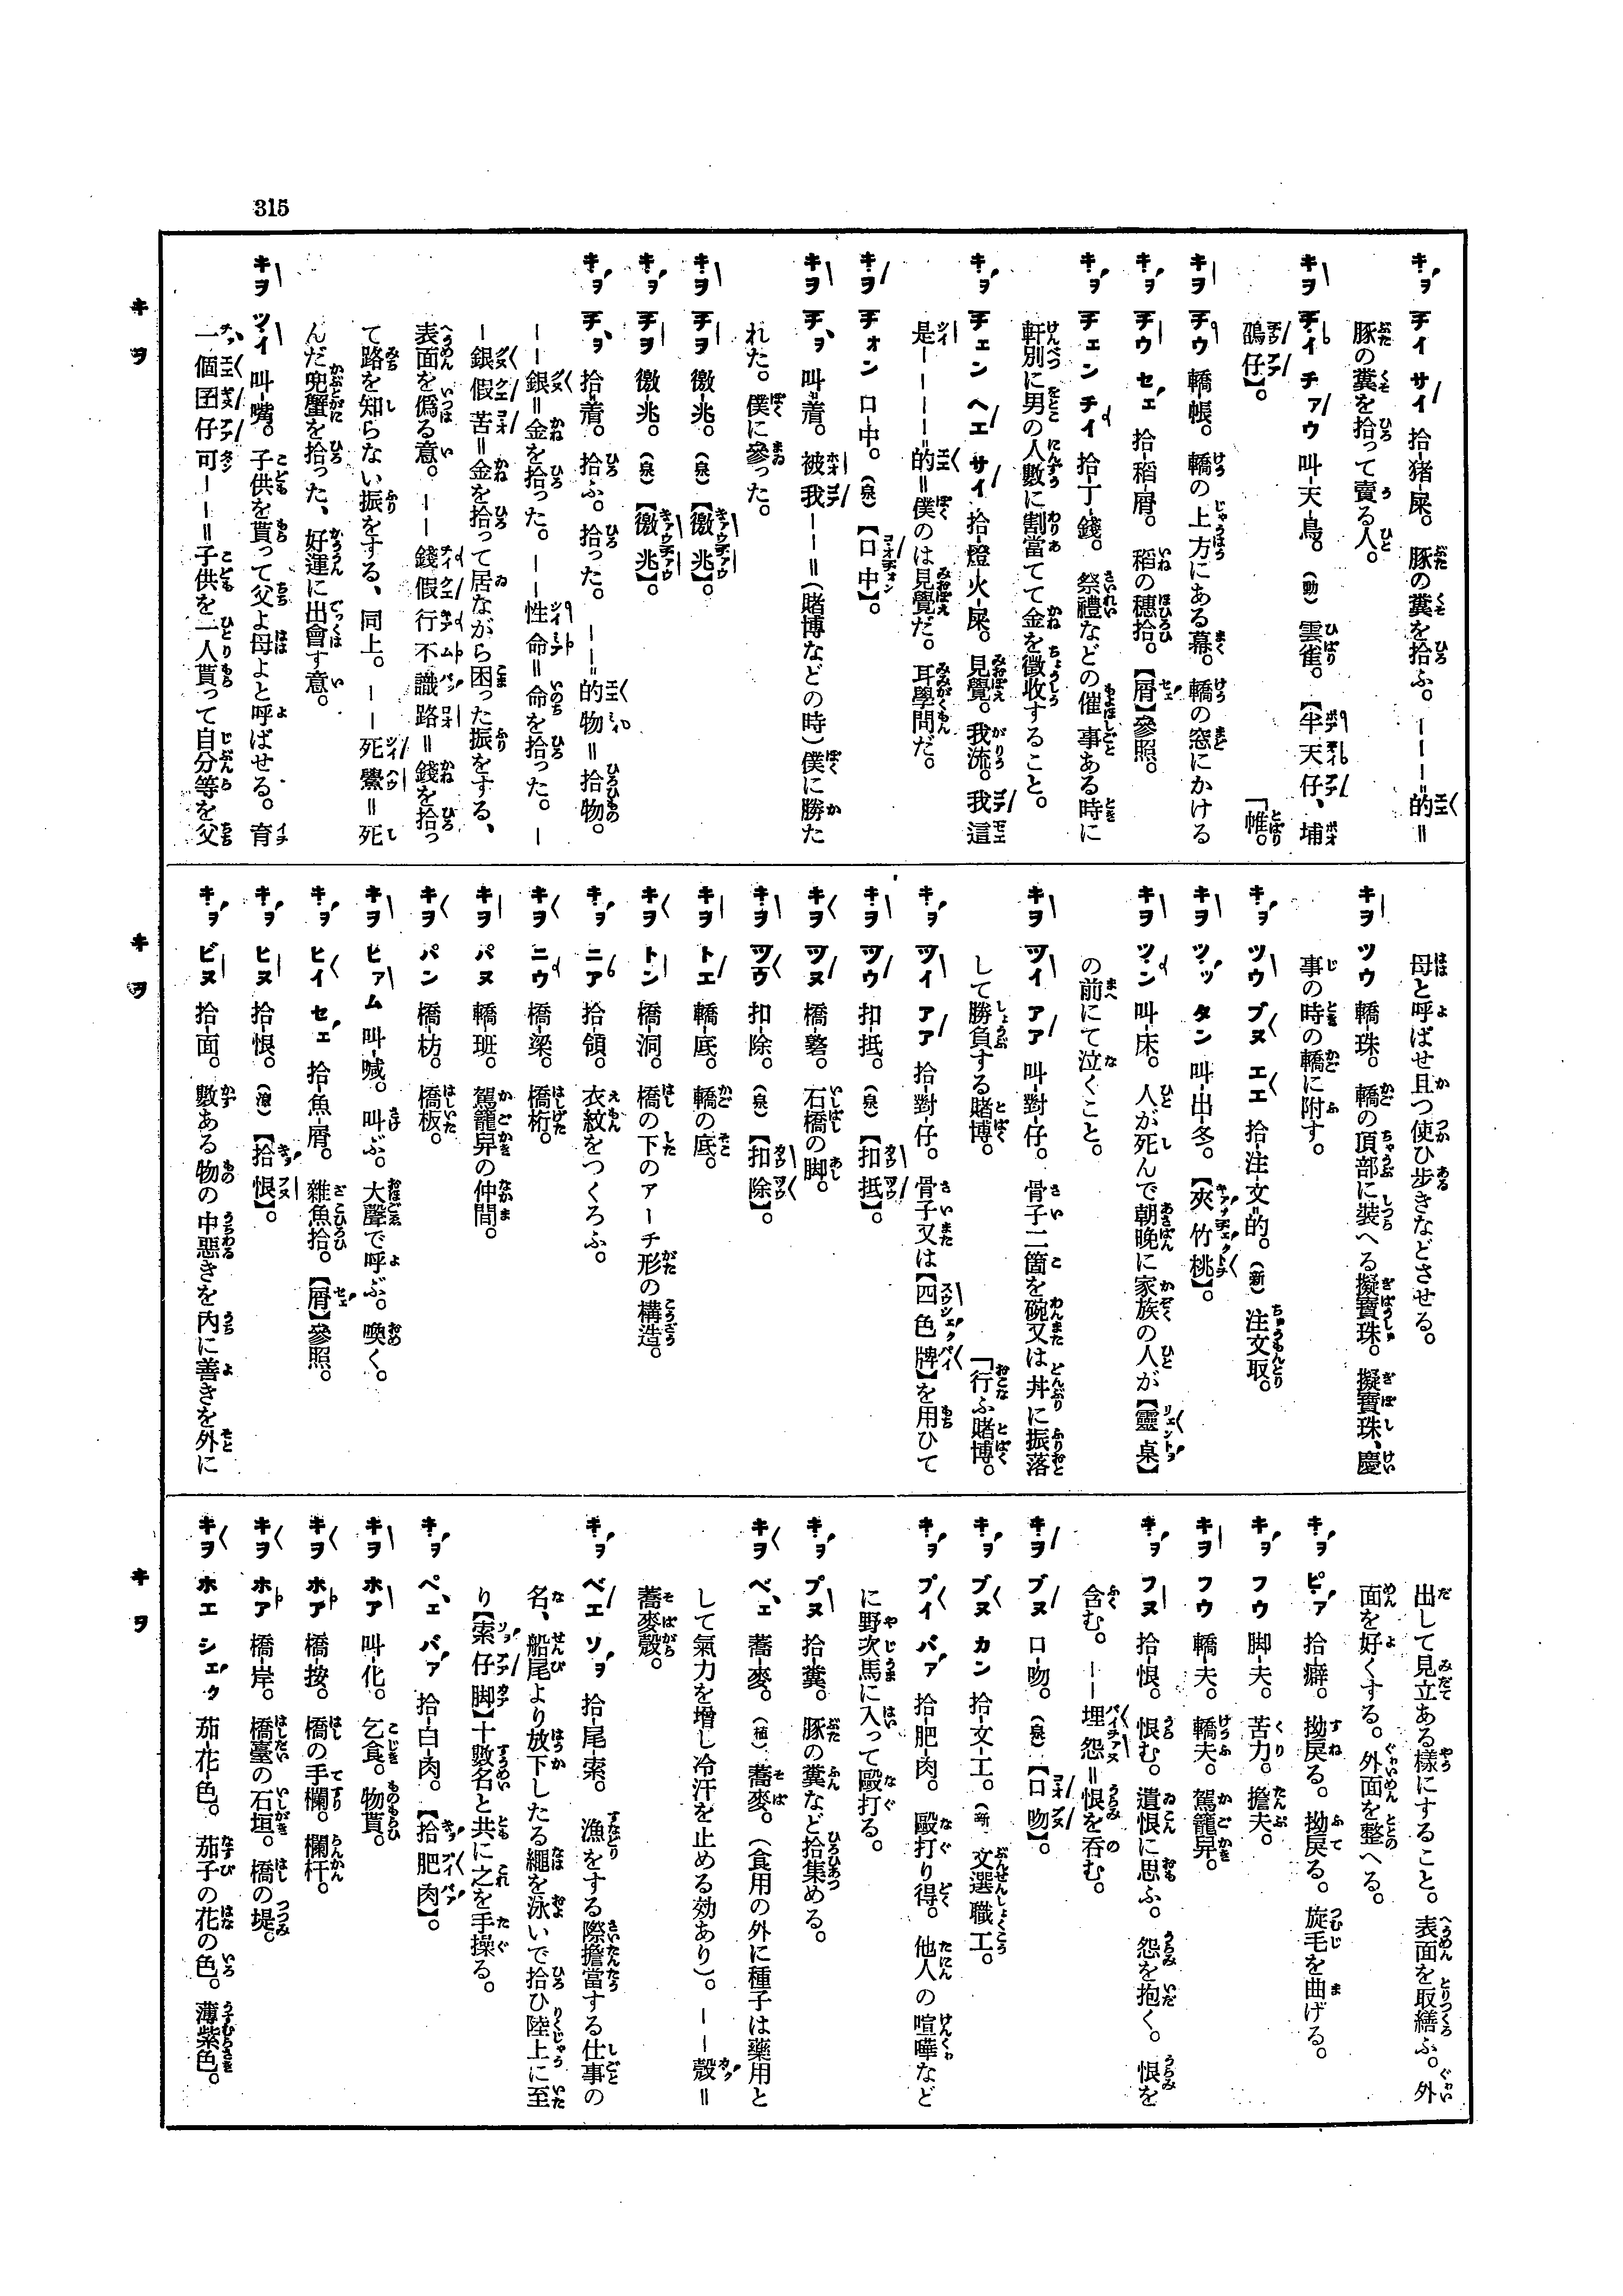 315
キヲ チイ サイ 拾-猪-屎。 豚の糞を拾ふ。 ｜｜｜｜的＝
豚の糞を拾って賣る人。
キヲ チイ チァウ 叫-天-鳥。（動）雲雀。【半天仔、埔
鴟仔】。
キヲ チウ 轎-帳。轎の上方にある幕。轎の窓にかける「帷。
キヲ チウ セェ 拾-稻-屑。 稻の穗拾。【屑】參照。
キヲ チェン チイ 拾-丁-錢。 祭禮などの催事ある時に
軒別に男の人數に割當てて金を徵收すること。
キヲ チェン ヘエ サイ 拾-燈-火-屎。見覺。我流。我這
是｜｜｜｜的＝僕のは見覺だ。耳學問だ。
キヲ チォン 口-中。（泉）【口中】。
キヲ チヲ 叫=着。被我｜｜＝（賭博などの時）僕に勝た
れた。僕に參った。
キヲ チヲ 徼-兆。（泉）【徼兆】。
キヲ チヲ 徼-兆。（泉）【徼兆】。
キヲ チヲ 拾=着。拾ふ。拾った。 ｜｜＝的物＝拾物。
｜｜銀＝金を拾った。｜｜性命＝命を拾った。｜
｜銀假苦＝金を拾って居ながら困った振をする、
表面を僞る意。｜｜錢假行不識路＝錢を拾っ
て路を知らない振をする、同上。｜｜死鱟＝死
んだ兜蟹を拾った、好運に出會す意。
キヲ ツイ 叫-嘴。子供を貰って父よ母よと呼ばせる。育
一個囝仔可｜｜＝子供を一人貰って自分等を父
キヲ
母と呼ばせ且つ使ひ歩きなどさせる。
キヲ ツウ 轎-珠。轎の頂部に裝へる擬寶珠。擬寶珠、慶
事の時の轎に附す。
キヲ ツウ ブヌ エエ 拾-注-文=的。（新）注文取。
キヲ ツッ タン 叫-出-冬。【夾竹桃】。
キヲ ツン 叫-床。人が死んで朝晩に家族の人が【靈桌】
の前にて泣くこと。
キヲ ツイ アア 叫-對-仔。骨子二箇を碗又は丼に振落
して勝負する賭博。
キヲ ツイ アア 拾-對-仔。骨子又は【四色牌】を用ひて「行ふ賭博。
キヲ ツウ 扣-抵。（泉）【扣抵】。
キヲ ツヌ 橋-磐。石橋の脚。
キヲ ツウ 扣-除。（泉）【扣除】。
キヲ トエ 轎-底。轎の底。
キヲ トン 橋-洞。橋の下のアーチ形の構造。
キヲ ニア 拾-領。衣紋をつくろふ。
キヲ ニウ 橋-梁。橋桁。
キヲ パヌ 轎-班。駕籠舁の仲間。
キヲ パン 橋-枋。橋板。
キヲ ヒァム 叫-喊。叫ぶ。大聲で呼ぶ。喚く。
キヲ ヒイ セェ 拾-魚-屑。雜魚拾。【屑】參照。
キヲ ヒヌ 拾-恨。（漳）【拾恨】。
キヲ ビヌ 拾-面。數ある物の中惡きを內に善きを外に
キヲ
出して見立ある樣にすること。表面を取繕ふ。外
面を好くする。外面を整へる。
キヲ ピァ 拾-癖。拗戾る。拗戾る。旋毛を曲げる。
キヲ フウ 脚-夫。苦力。擔夫。
キヲ フウ 轎-夫。轎夫。駕籠舁。
キヲ フヌ 拾-恨。恨む。遺恨に思ふ。怨を抱く。恨を
含む。｜｜埋怨＝恨を呑む。
キヲ ブヌ 口-吻。（泉）【口吻】。
キヲ ブヌ カン 拾-文-工。（新）文選職工。
キヲ プイ バァ 拾-肥-肉。毆打り得。他人の喧嘩など
に野次馬に入って毆打る。
キヲ プヌ 拾-糞。豚の糞など拾集める。
キヲ ベェ 蕎-麥。（植）蕎麥。（食用の外に種子は藥用と
して氣力を增し冷汗を止める効あり）。｜｜殼＝
蕎麥殼。
キヲ ベエ ソヲ 拾-尾-索。漁をする際擔當する仕事の
名、船尾より放下したる繩を泳いで拾ひ陸上に至
り【索仔脚】十數名と共に之を手操る。
キヲ ペェ バァ 拾-白-肉。【拾肥肉】。
キヲ ホア 叫-化。乞食。物貰。
キヲ ホア 橋-按。橋の手欄。欄杆。
キヲ ホア 橋-岸。橋臺の石垣。橋の堤。
キヲ ホエ シェク 茄-花-色。茄子の花の色。薄紫色。
キヲ